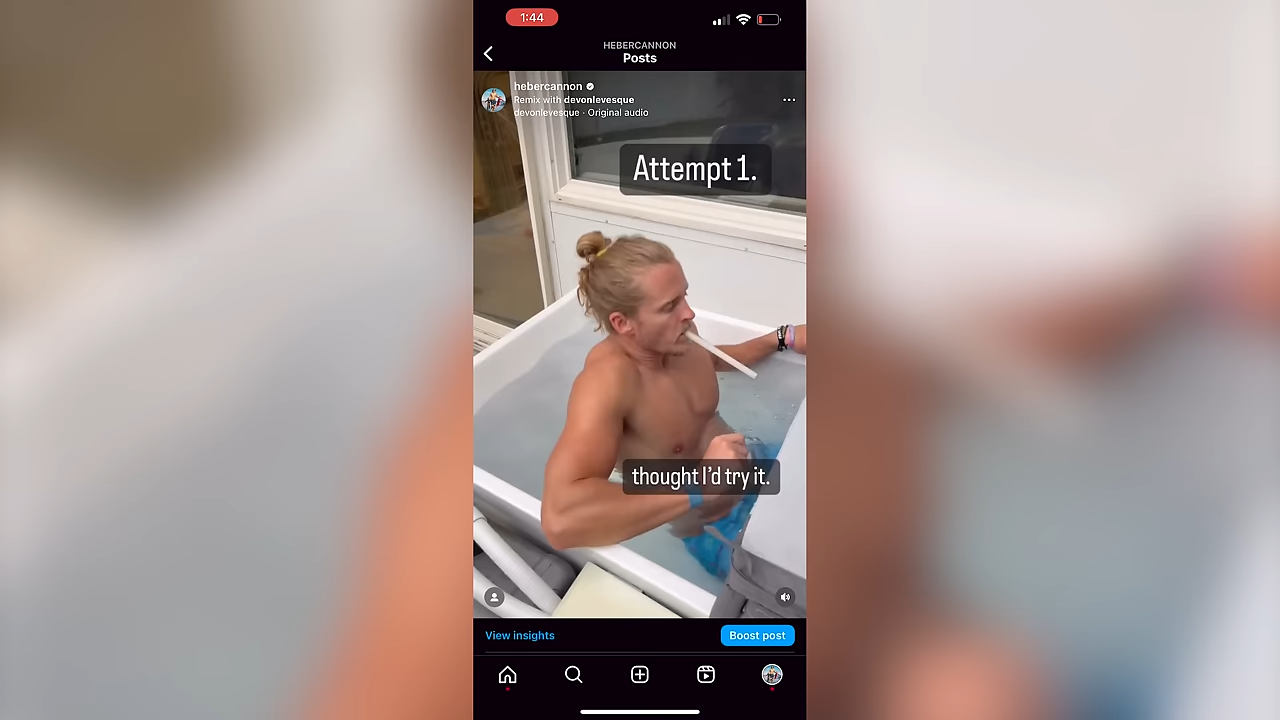 1:44
HEBERCANNON
Posts
hebercannon
Remix with devonlevesque
devonlevesque · Original audio
Attempt 1.
thought I'd try it.
View insights
Boost post